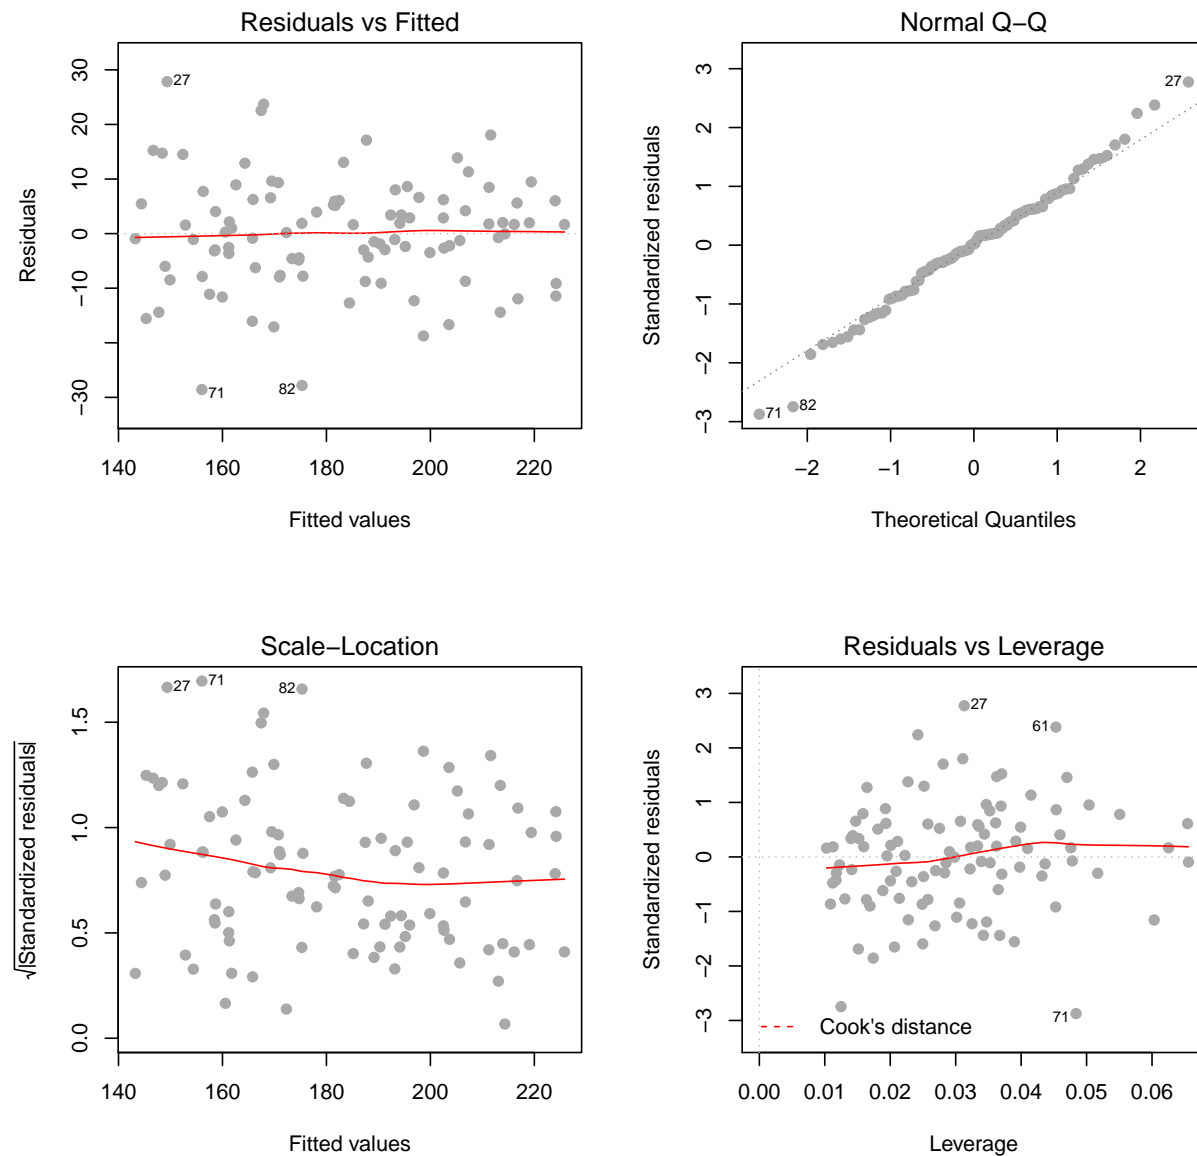 Residuals vs Fitted
Residuals
30
20
10
0
−10
−30
27
71
82
140 160 180 200 220
Fitted values
Normal Q−Q
Standardized residuals
3
2
1
0
−1
−2
−3
27
71
82
−2 −1 0 1 2
Theoretical Quantiles
Scale−Location
√|Standardized residuals|
1.5
1.0
0.5
0.0
27
71
82
140 160 180 200 220
Fitted values
Residuals vs Leverage
Standardized residuals
3
2
1
0
−1
−2
−3
27
61
71
Cook's distance
0.00 0.01 0.02 0.03 0.04 0.05 0.06
Leverage